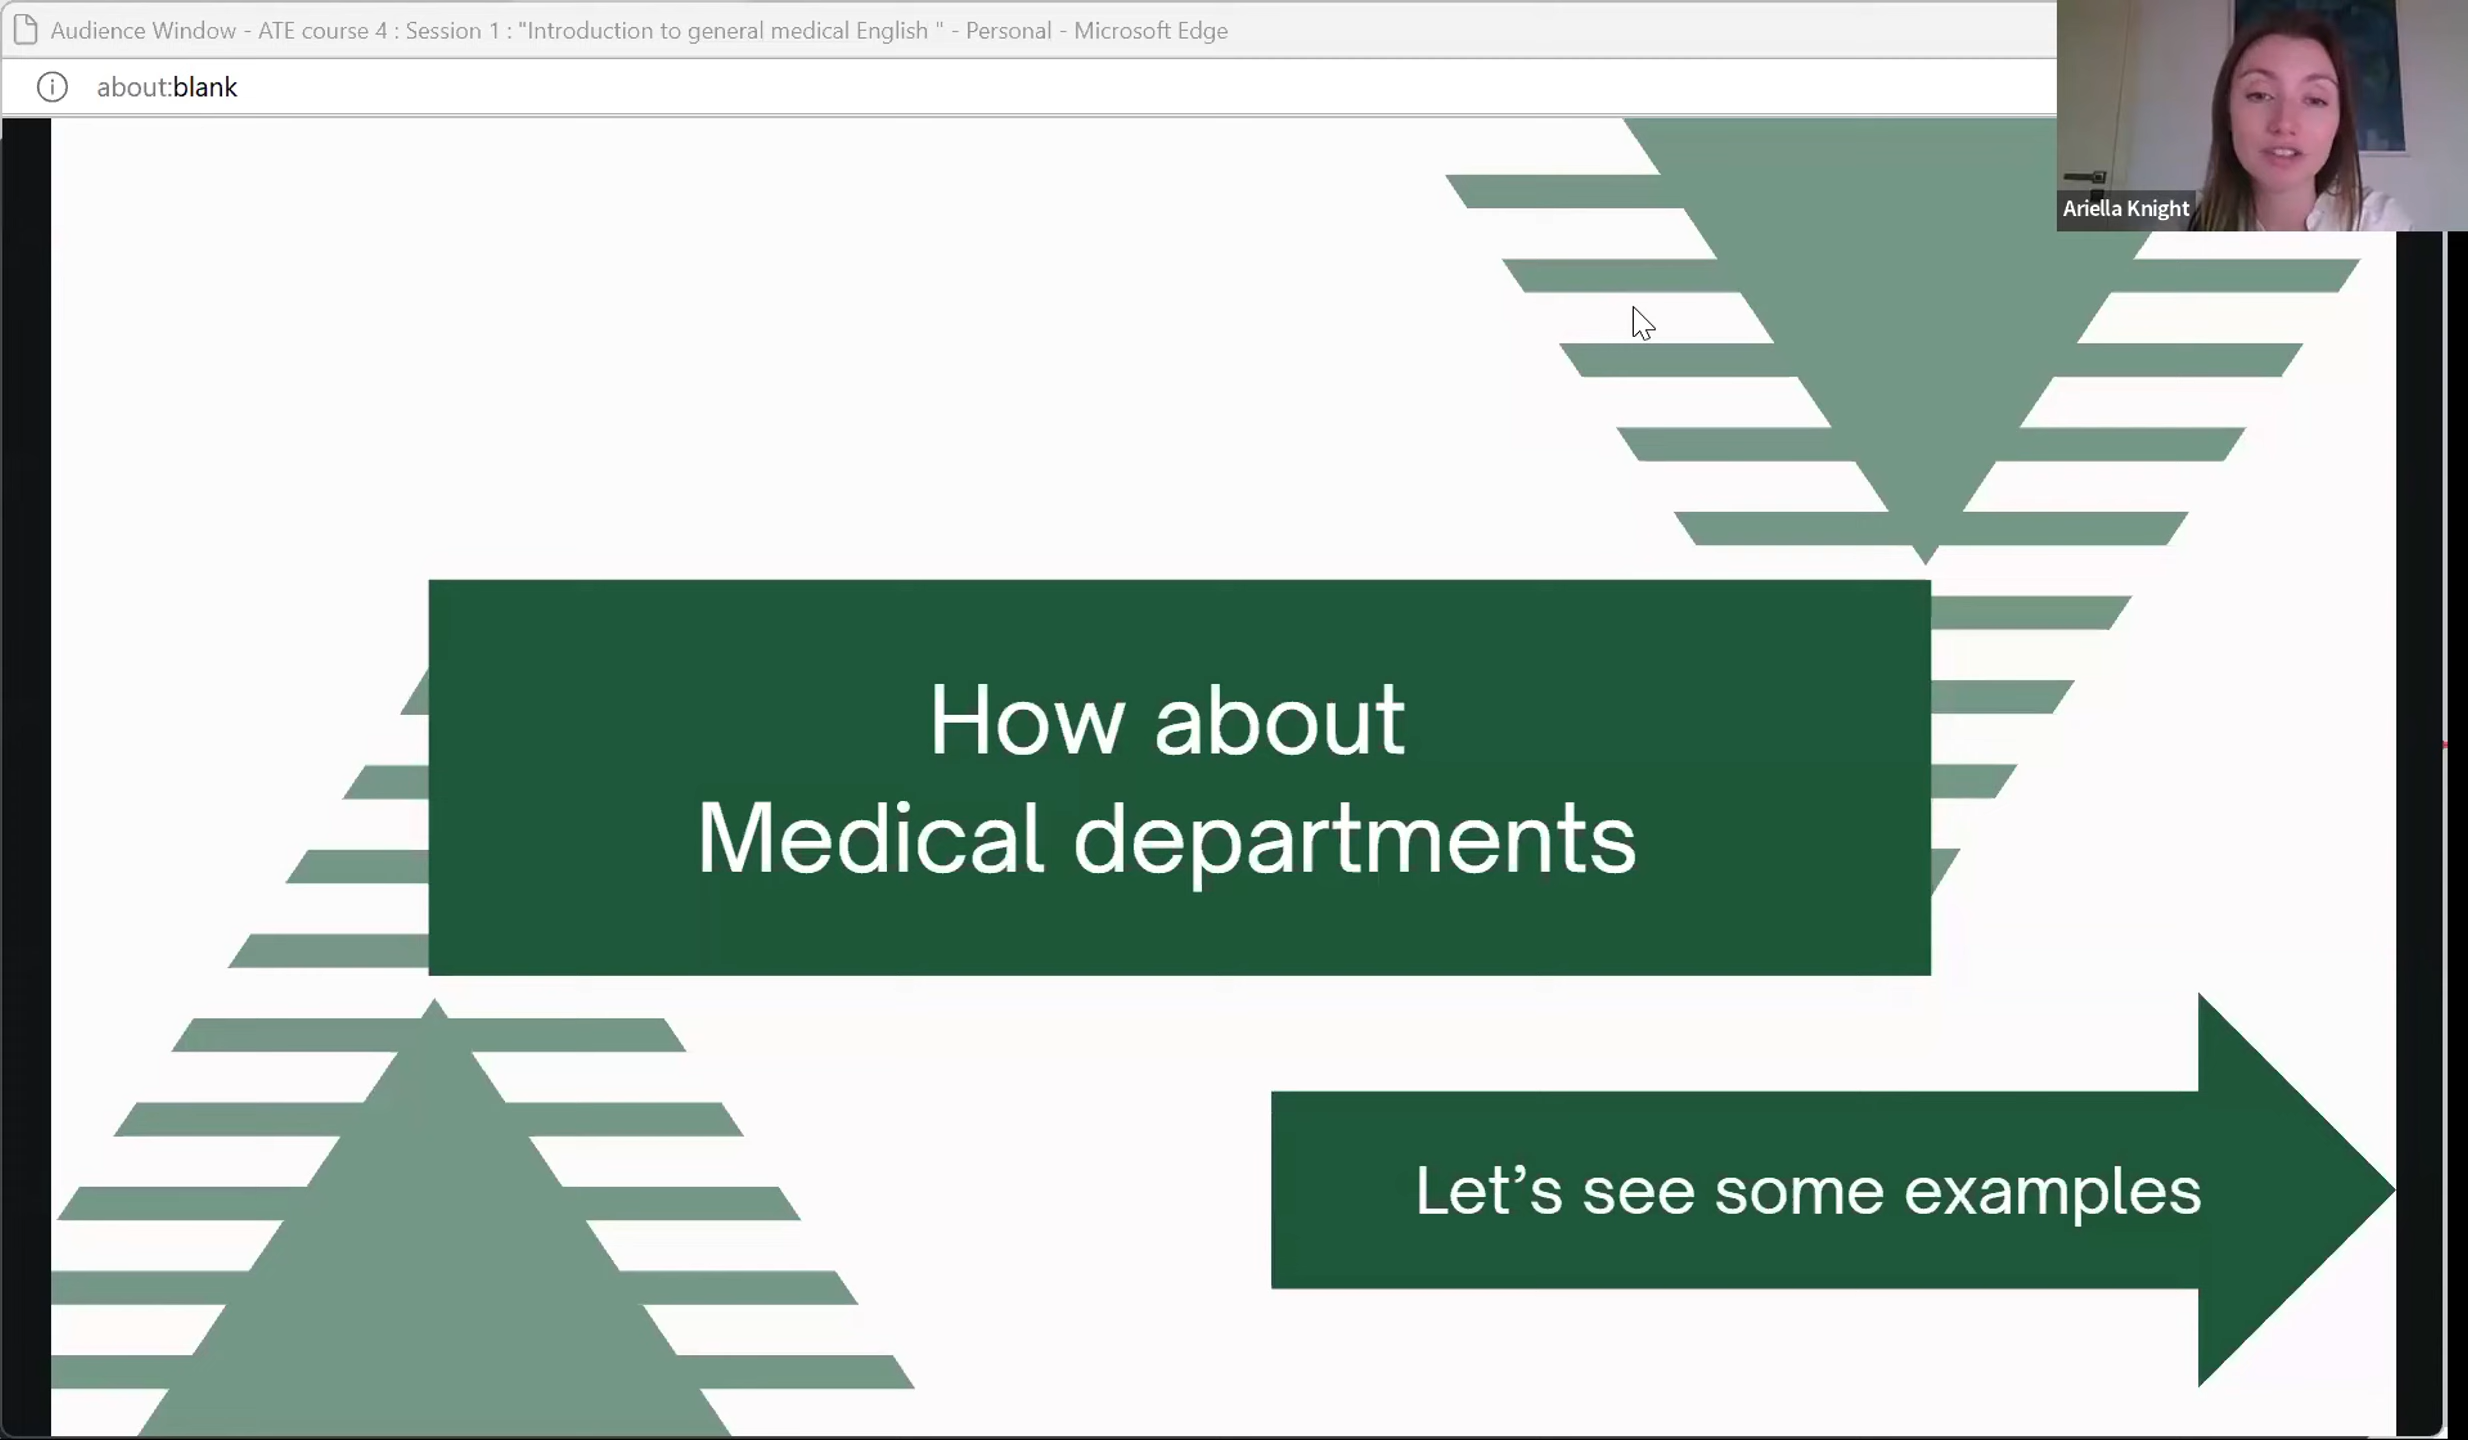 Audience Window - ATE course 4 : Session 1 : "Introduction to general medical English " - Personal - Microsoft Edge
about:blank
Ariella Knight
How about
Medical departments
Let’s see some examples